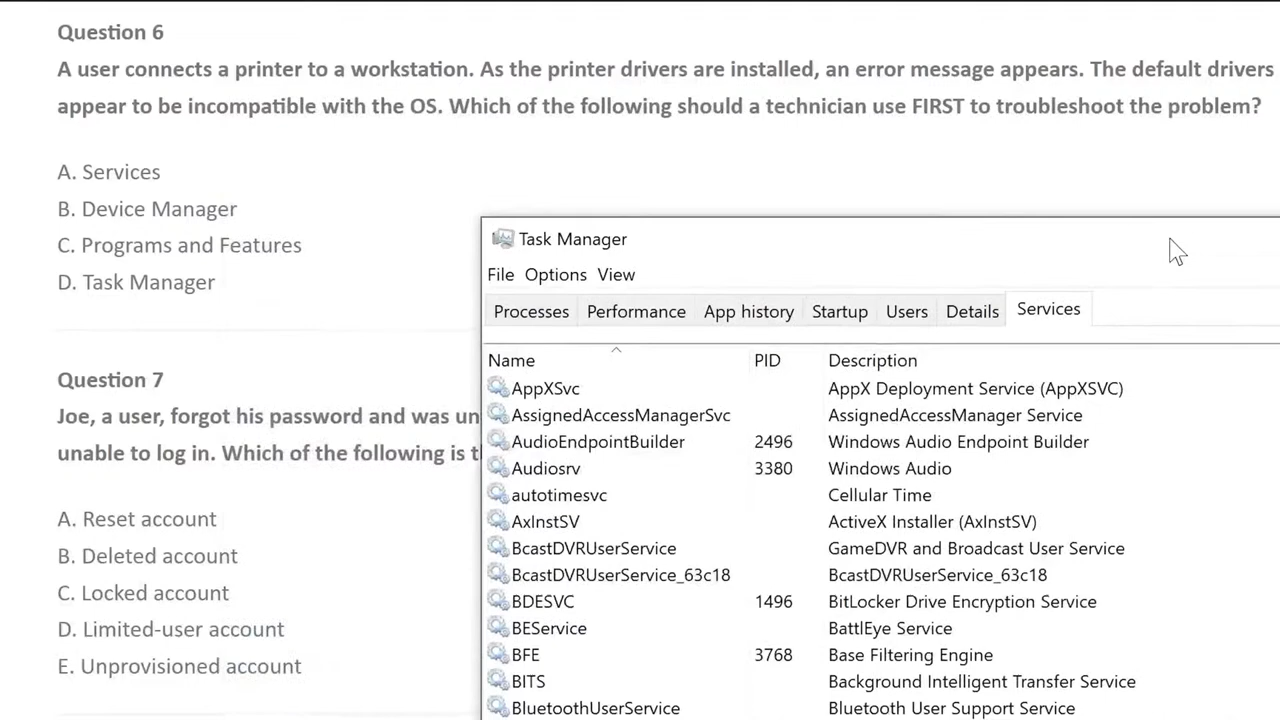 Question 6
A user connects a printer to a workstation. As the printer drivers are installed, an error message appears. The default drivers
appear to be incompatible with the OS. Which of the following should a technician use FIRST to troubleshoot the problem?
A. Services
B. Device Manager
C. Programs and Features
D. Task Manager
Question 7
Joe, a user, forgot his password and was un
unable to log in. Which of the following is t
A. Reset account
B. Deleted account
C. Locked account
D. Limited-user account
E. Unprovisioned account
Task Manager
File Options View
Processes Performance App history Startup Users Details Services
Name PID Description
AppXSvc AppX Deployment Service (AppXSVC)
AssignedAccessManagerSvc AssignedAccessManager Service
AudioEndpointBuilder 2496 Windows Audio Endpoint Builder
Audiosrv 3380 Windows Audio
autotimesvc Cellular Time
AxInstSV ActiveX Installer (AxInstSV)
BcastDVRUserService GameDVR and Broadcast User Service
BcastDVRUserService_63c18 BcastDVRUserService_63c18
BDESVC 1496 BitLocker Drive Encryption Service
BEService BattlEye Service
BFE 3768 Base Filtering Engine
BITS Background Intelligent Transfer Service
BluetoothUserService Bluetooth User Support Service